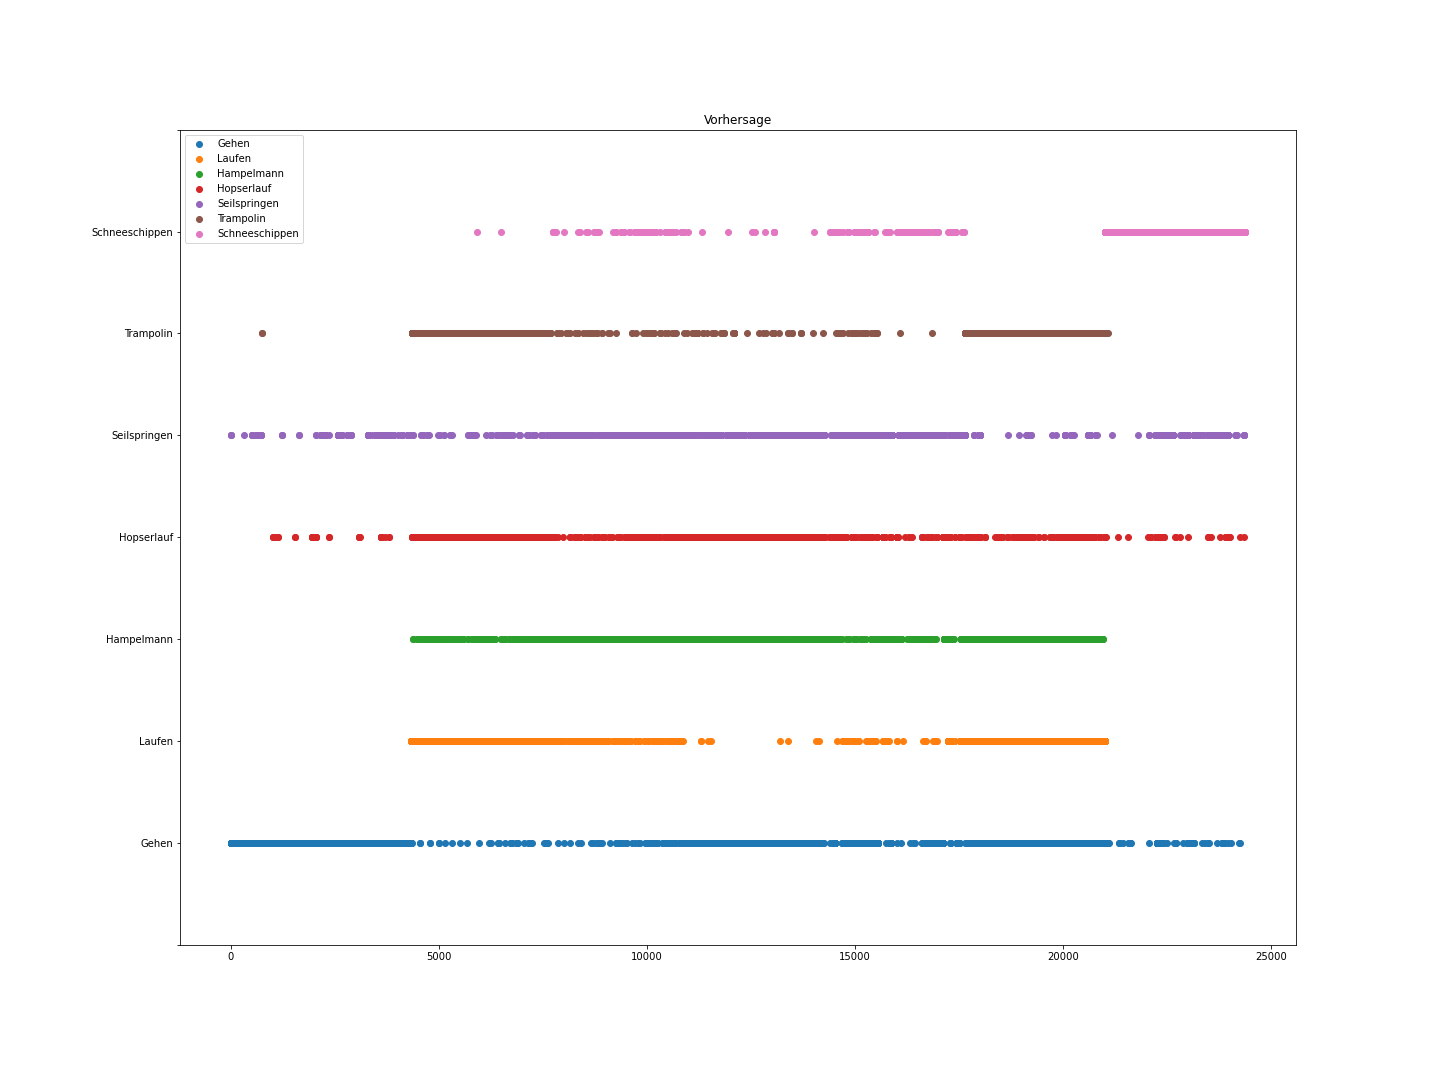 Vorhersage
Gehen
Laufen
Hampelmann
Hopserlauf
Seilspringen
Trampolin
Schneeschippen
Schneeschippen
Trampolin
Seilspringen
Hopserlauf
Hampelmann
Laufen
Gehen
0 5000 10000 15000 20000 25000